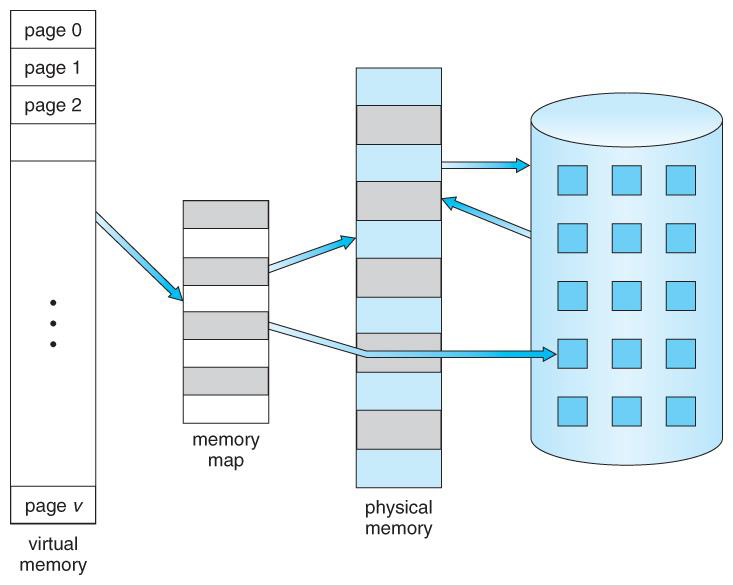 page 0
page 1
page 2
page v
virtual
memory
memory
map
physical
memory